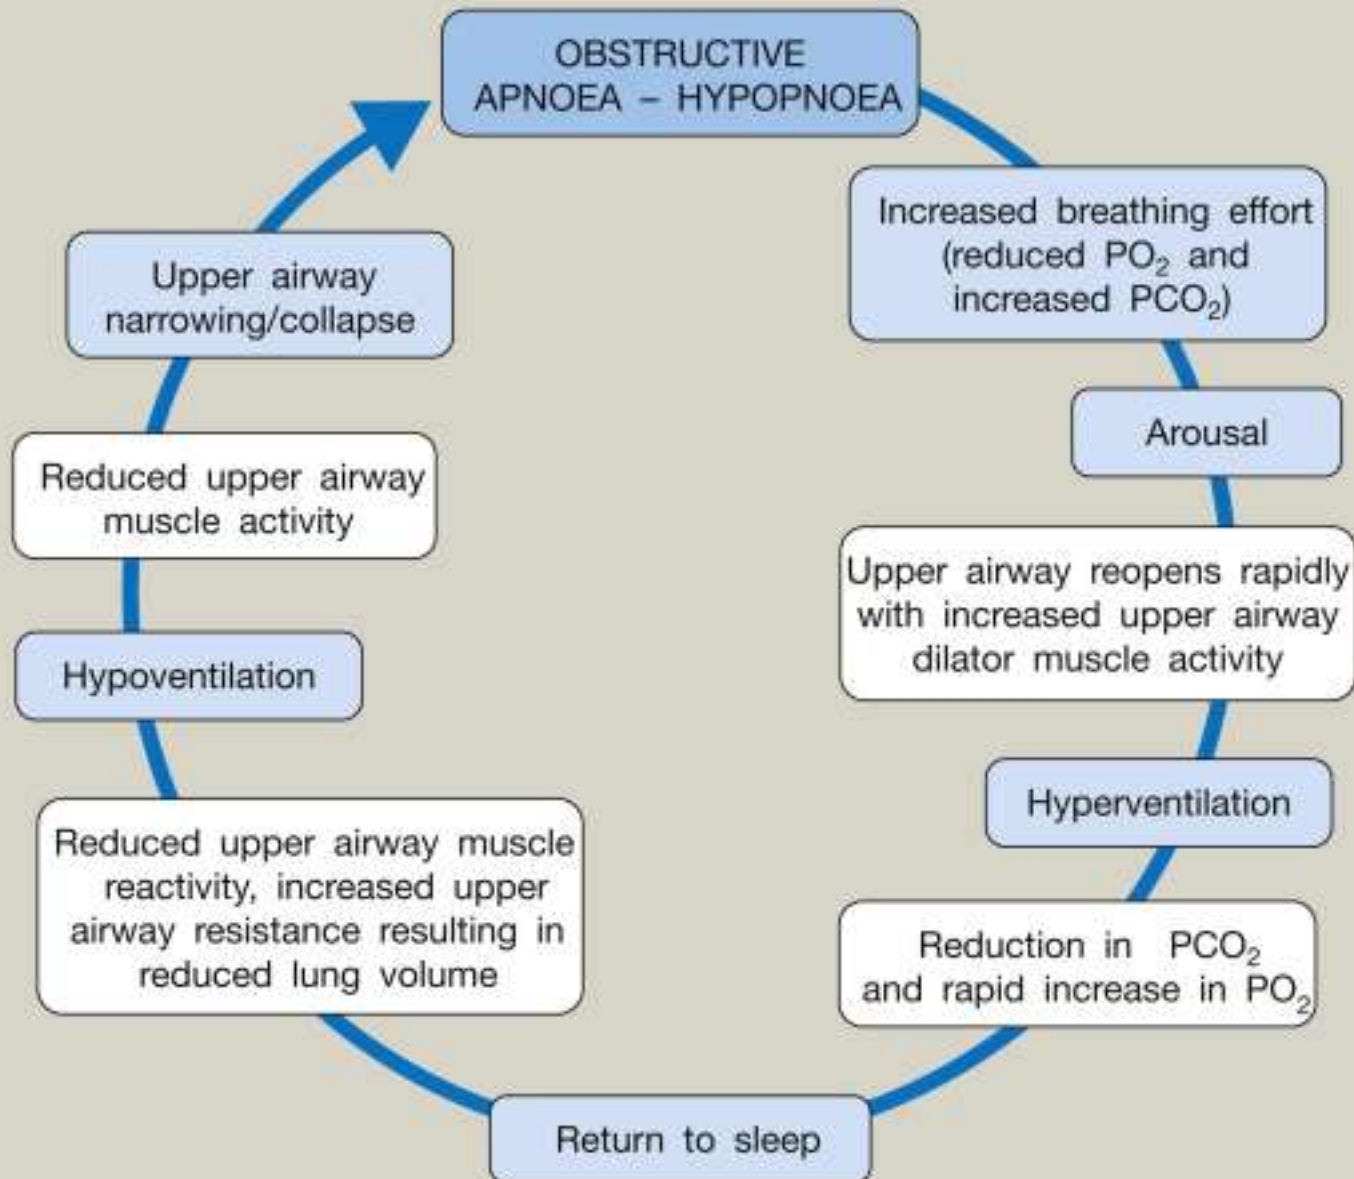 OBSTRUCTIVE
APNOEA – HYPOPNOEA
Increased breathing effort
(reduced PO₂ and
increased PCO₂)
Arousal
Upper airway reopens rapidly
with increased upper airway
dilator muscle activity
Hyperventilation
Reduction in PCO₂
and rapid increase in PO₂
Return to sleep
Reduced upper airway muscle
reactivity, increased upper
airway resistance resulting in
reduced lung volume
Hypoventilation
Reduced upper airway
muscle activity
Upper airway
narrowing/collapse